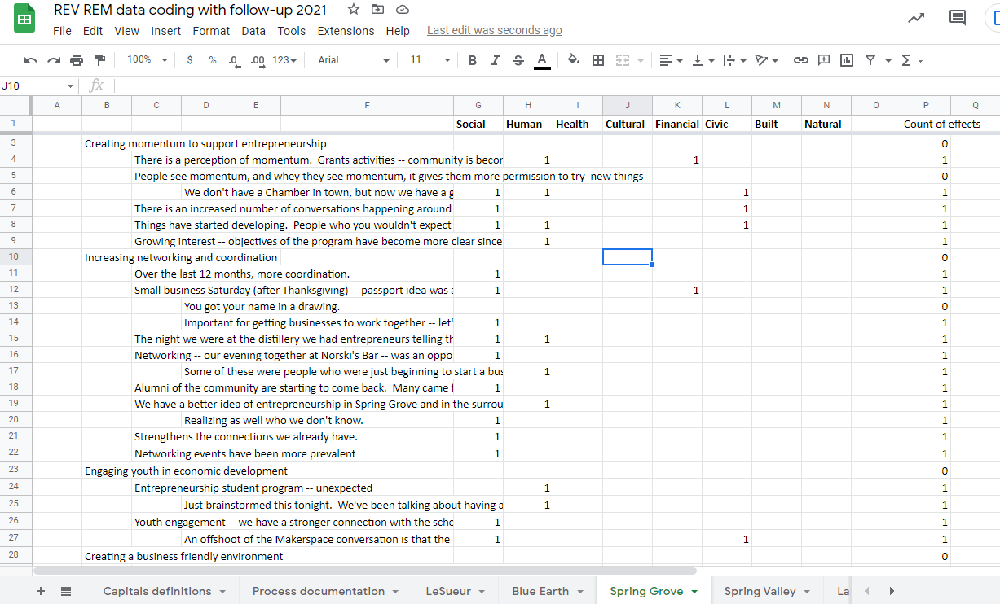 REV REM data coding with follow-up 2021
File Edit View Insert Format Data Tools Extensions Help Last edit was seconds ago
100% $ % .0 .00 123 Arial 11 B I S A
J10 fx
A B C D E F G H I J K L M N O P Q
1 Social Human Health Cultural Financial Civic Built Natural Count of effects
3 Creating momentum to support entrepreneurship 0
4 There is a perception of momentum. Grants activities -- community is becor 1 1 1
5 People see momentum, and whey they see momentum, it gives them more permission to try new things 0
6 We don't have a Chamber in town, but now we have a g 1 1 1 1
7 There is an increased number of conversations happening around 1 1 1
8 Things have started developing. People who you wouldn't expect 1 1 1 1
9 Growing interest -- objectives of the program have become more clear since 1 1
10 Increasing networking and coordination 0
11 Over the last 12 months, more coordination. 1 1
12 Small business Saturday (after Thanksgiving) -- passport idea was a 1 1 1
13 You got your name in a drawing. 0
14 Important for getting businesses to work together -- let' 1 1
15 The night we were at the distillery we had entrepreneurs telling th 1 1 1
16 Networking -- our evening together at Norski's Bar -- was an oppo 1 1
17 Some of these were people who were just beginning to start a bus 1 1
18 Alumni of the community are starting to come back. Many came f 1 1
19 We have a better idea of entrepreneurship in Spring Grove and in the surrou 1 1
20 Realizing as well who we don't know. 1 1
21 Strengthens the connections we already have. 1 1
22 Networking events have been more prevalent 1 1
23 Engaging youth in economic development 0
24 Entrepreneurship student program -- unexpected 1 1
25 Just brainstormed this tonight. We've been talking about having a 1 1
26 Youth engagement -- we have a stronger connection with the scho 1 1
27 An offshoot of the Makerspace conversation is that the 1 1 1
28 Creating a business friendly environment 0
Capitals definitions Process documentation LeSueur Blue Earth Spring Grove Spring Valley La